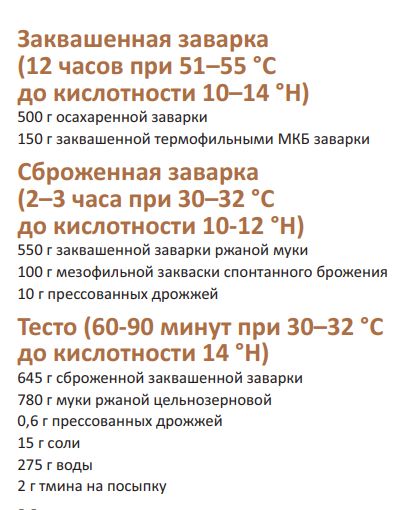 Заквашенная заварка
(12 часов при 51–55 °С
до кислотности 10–14 °Н)
500 г осахаренной заварки
150 г заквашенной термофильными МКБ заварки
Сброженная заварка
(2–3 часа при 30–32 °С
до кислотности 10-12 °Н)
550 г заквашенной заварки ржаной муки
100 г мезофильной закваски спонтанного брожения
10 г прессованных дрожжей
Тесто (60-90 минут при 30–32 °С
до кислотности 14 °Н)
645 г сброженной заквашенной заварки
780 г муки ржаной цельнозерновой
0,6 г прессованных дрожжей
15 г соли
275 г воды
2 г тмина на посыпку